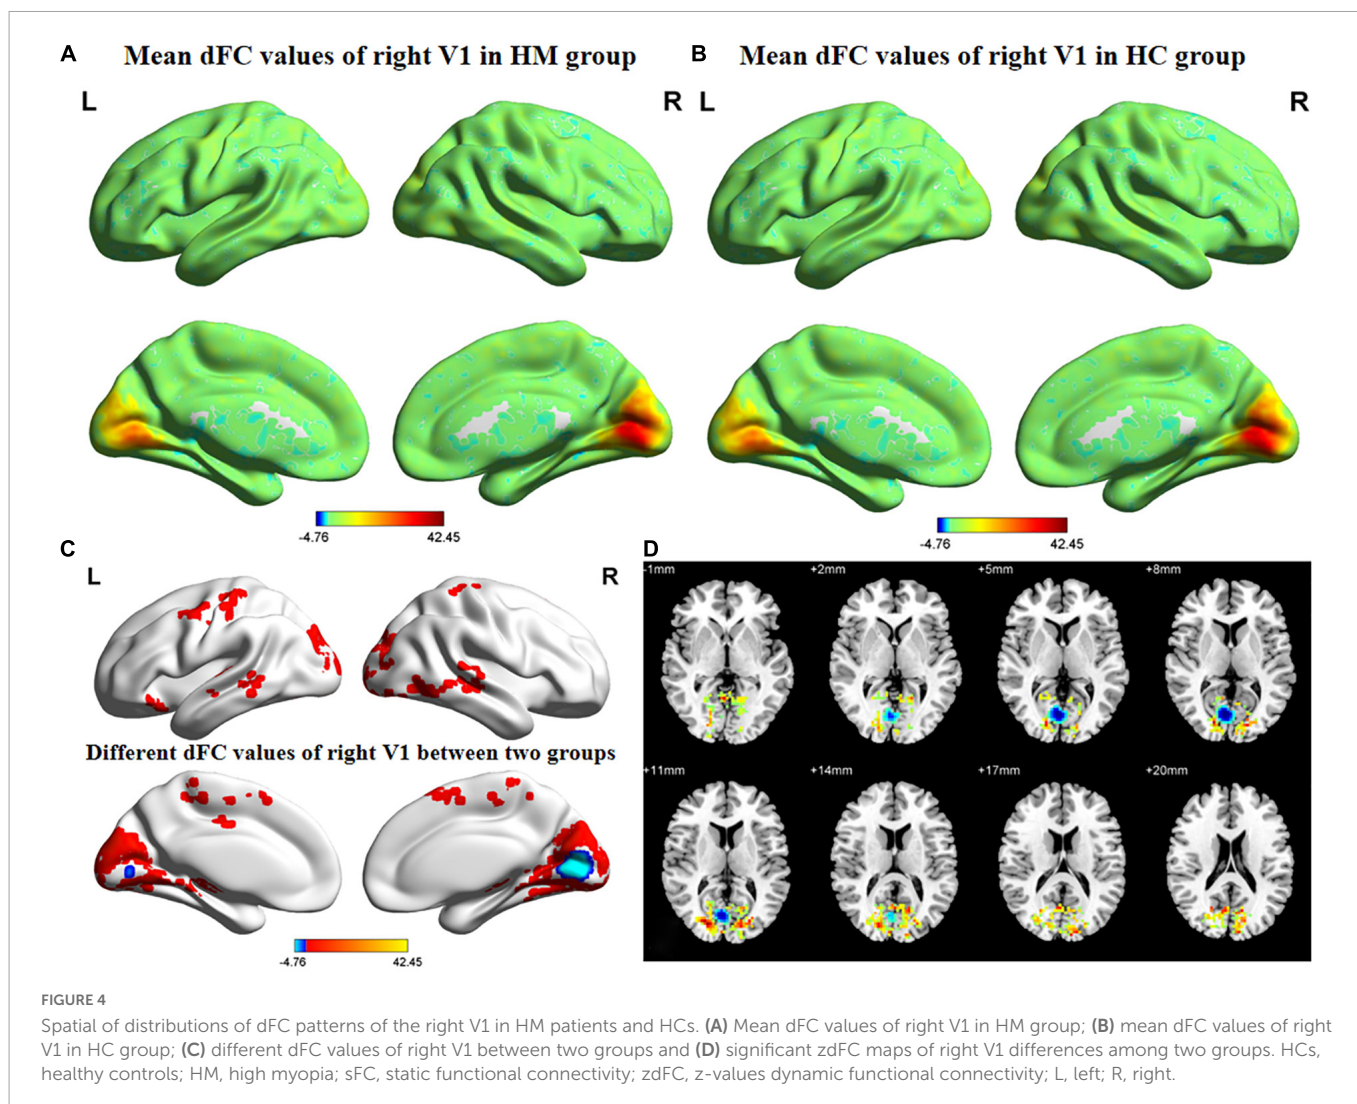 A Mean dFC values of right V1 in HM group
B Mean dFC values of right V1 in HC group
L R L R
-4.76 42.45
-4.76 42.45
C
L R
Different dFC values of right V1 between two groups
-4.76 42.45
D
-1mm +2mm +5mm +8mm
+11mm +14mm +17mm +20mm
FIGURE 4
Spatial of distributions of dFC patterns of the right V1 in HM patients and HCs. (A) Mean dFC values of right V1 in HM group; (B) mean dFC values of right
V1 in HC group; (C) different dFC values of right V1 between two groups and (D) significant zdFC maps of right V1 differences among two groups. HCs,
healthy controls; HM, high myopia; sFC, static functional connectivity; zdFC, z-values dynamic functional connectivity; L, left; R, right.